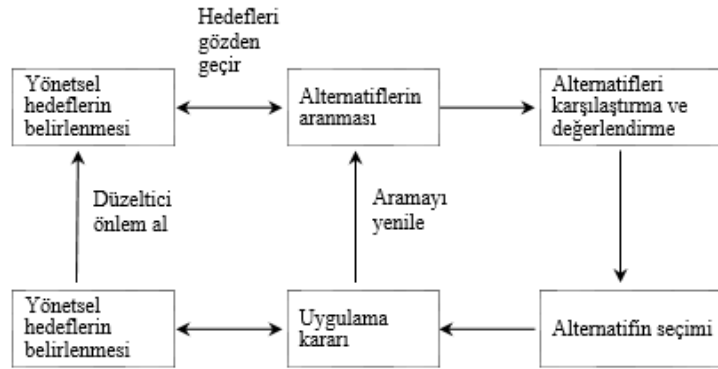 Hedefleri
gözden
geçir
Yönetsel
hedeflerin
belirlenmesi
Alternatiflerin
aranması
Alternatifleri
karşılaştırma ve
değerlendirme
Düzeltici
önlem al
Aramayı
yenile
Yönetsel
hedeflerin
belirlenmesi
Uygulama
kararı
Alternatifin seçimi